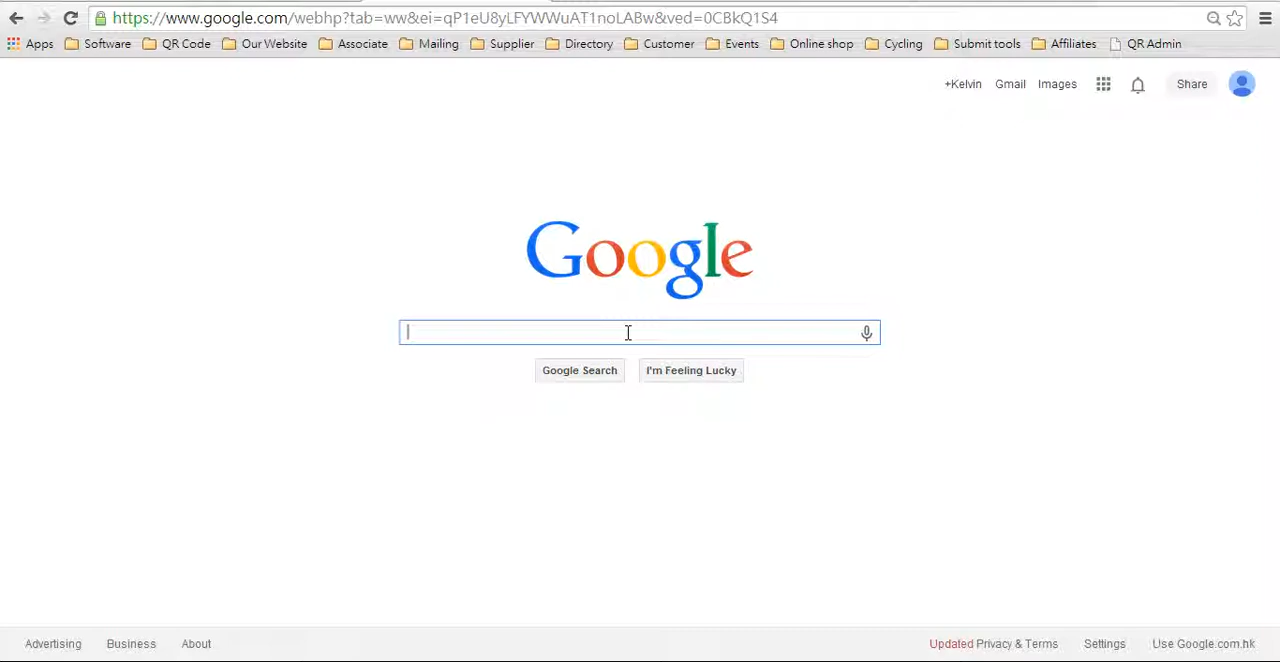 https://www.google.com/webhp?tab=ww&ei=qP1eU8yLFYWWuAT1noLABw&ved=0CBkQ1S4
Apps Software QR Code Our Website Associate Mailing Supplier Directory Customer Events Online shop Cycling Submit tools Affiliates QR Admin
+Kelvin Gmail Images Share
Google
Google Search I'm Feeling Lucky
Advertising Business About Updated Privacy & Terms Settings Use Google.com.hk